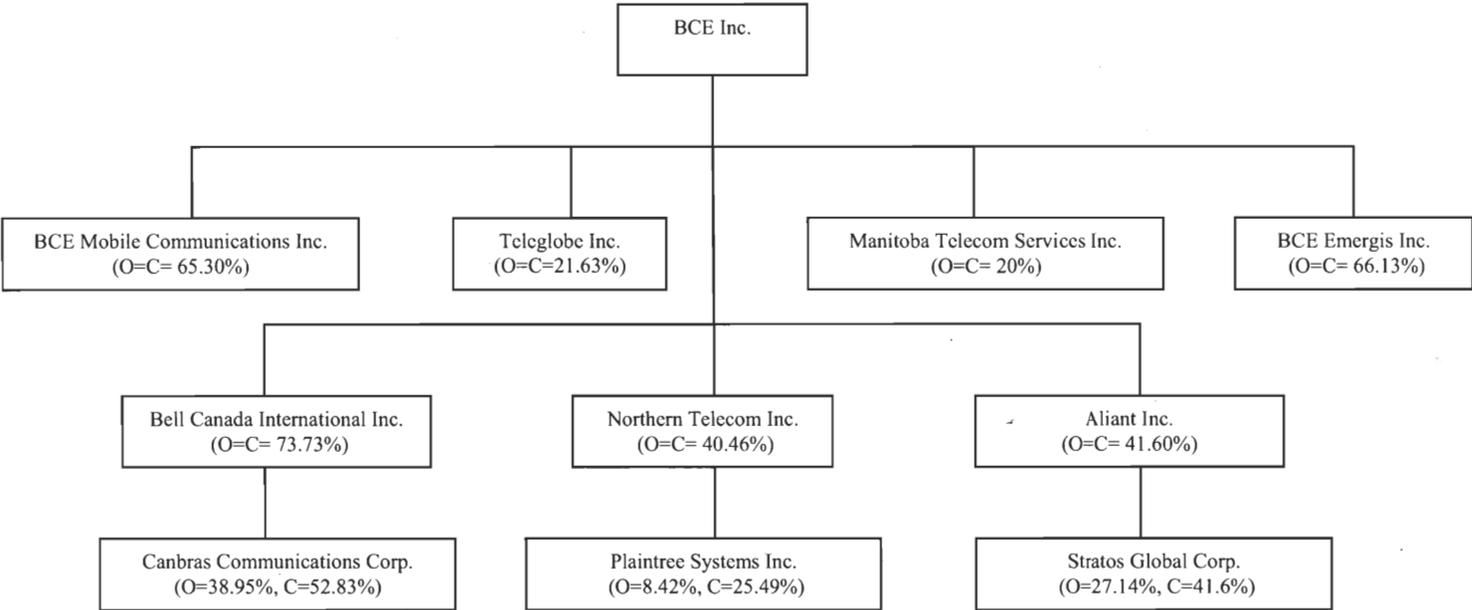 BCE Inc.
BCE Mobile Communications Inc.
(O=C= 65.30%)
Teleglobe Inc.
(O=C=21.63%)
Manitoba Telecom Services Inc.
(O=C= 20%)
BCE Emergis Inc.
(O=C= 66.13%)
Bell Canada International Inc.
(O=C= 73.73%)
Northern Telecom Inc.
(O=C= 40.46%)
Aliant Inc.
(O=C= 41.60%)
Canbras Communications Corp.
(O=38.95%, C=52.83%)
Plaintree Systems Inc.
(O=8.42%, C=25.49%)
Stratos Global Corp.
(O=27.14%, C=41.6%)